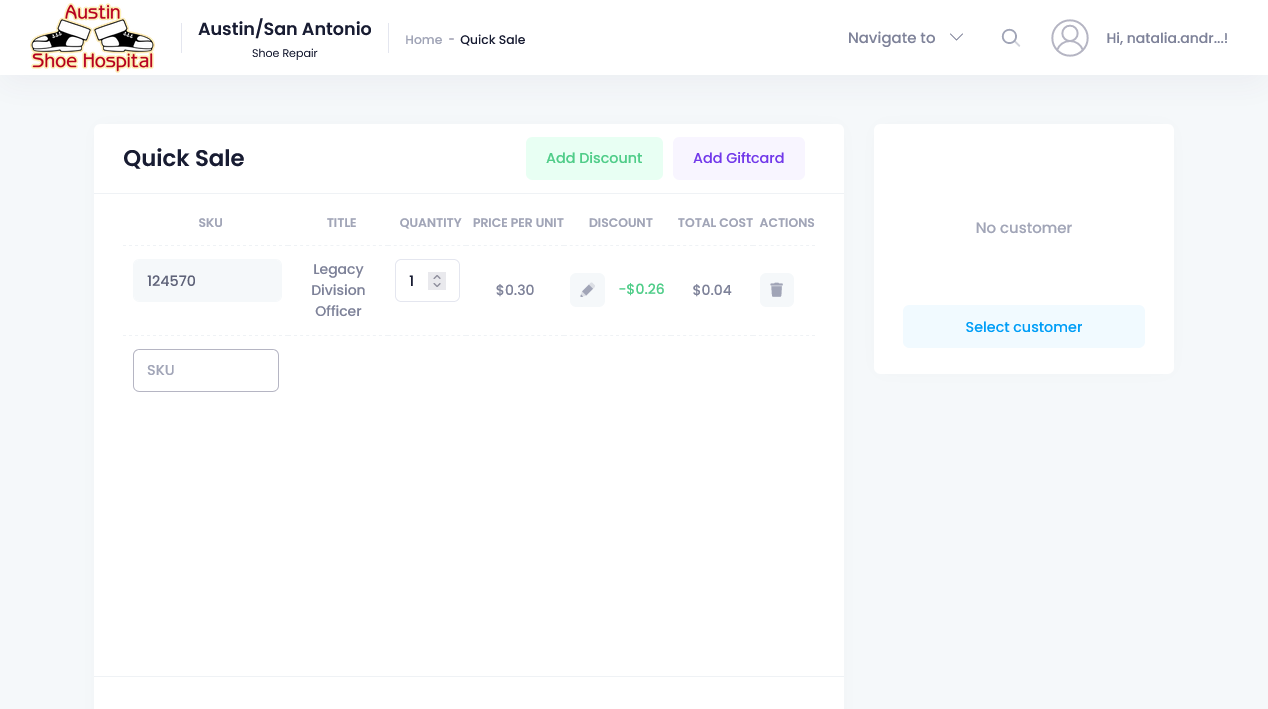 Austin
Shoe Hospital
Austin/San Antonio
Shoe Repair
Home - Quick Sale
Navigate to
Hi, natalia.andr...!
Quick Sale
Add Discount
Add Giftcard
SKU TITLE QUANTITY PRICE PER UNIT DISCOUNT TOTAL COST ACTIONS
124570
Legacy
Division
Officer
1
$0.30
-$0.26
$0.04
SKU
No customer
Select customer